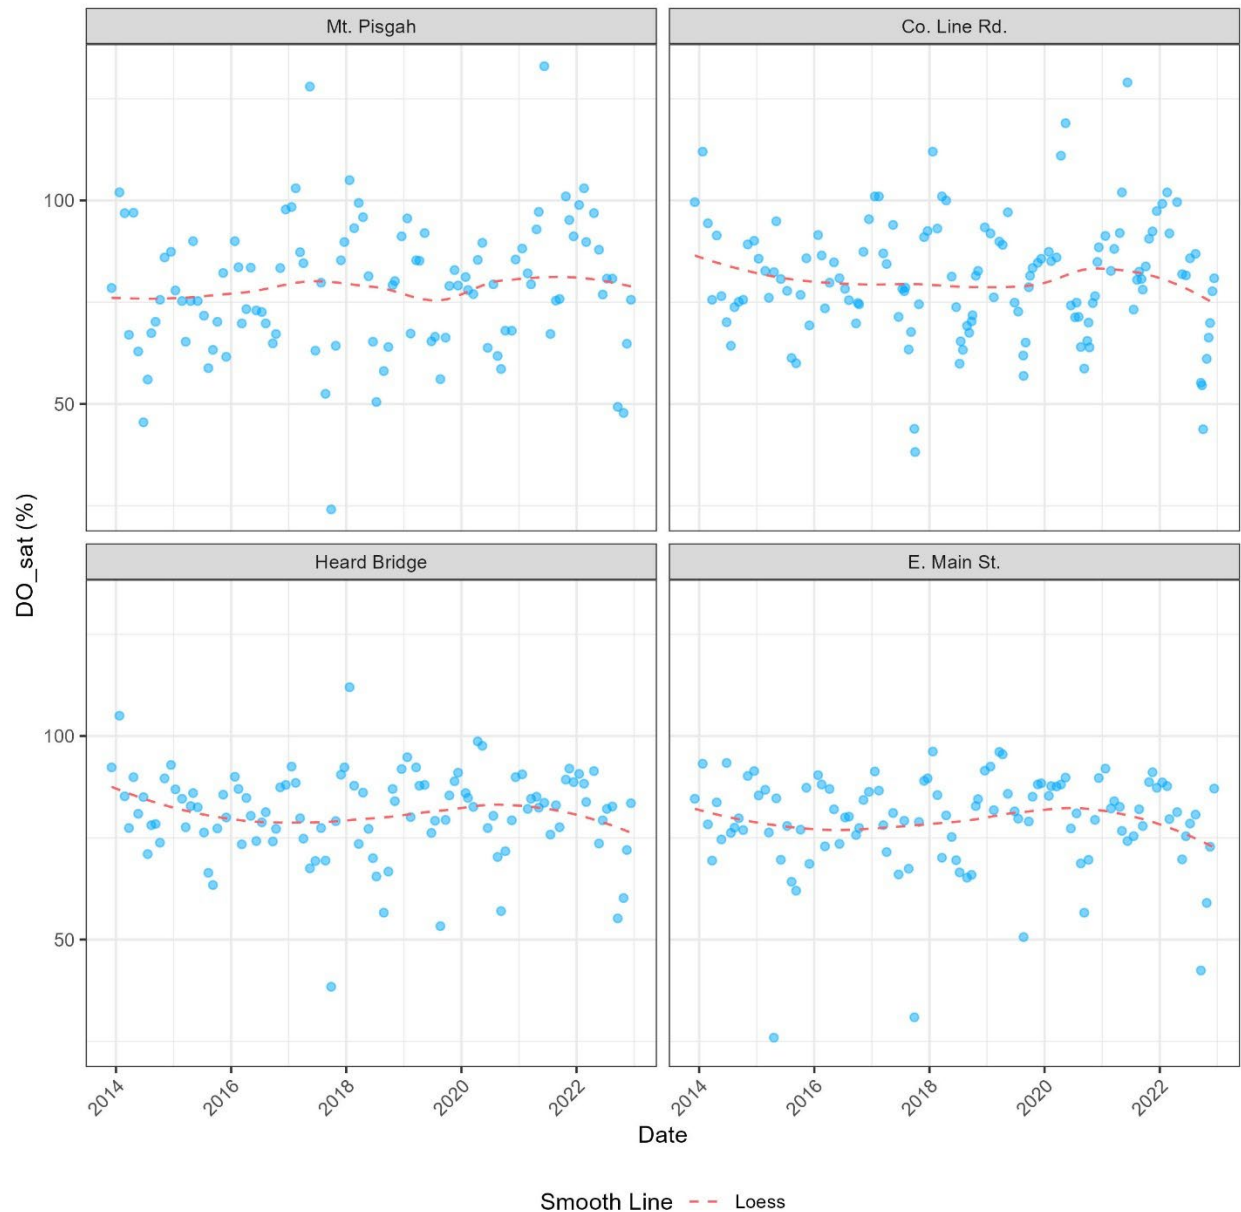 Mt. Pisgah
Co. Line Rd.
100
50
DO_sat (%)
Heard Bridge
E. Main St.
100
50
2014 2016 2018 2020 2022 2014 2016 2018 2020 2022
Date
Smooth Line Loess